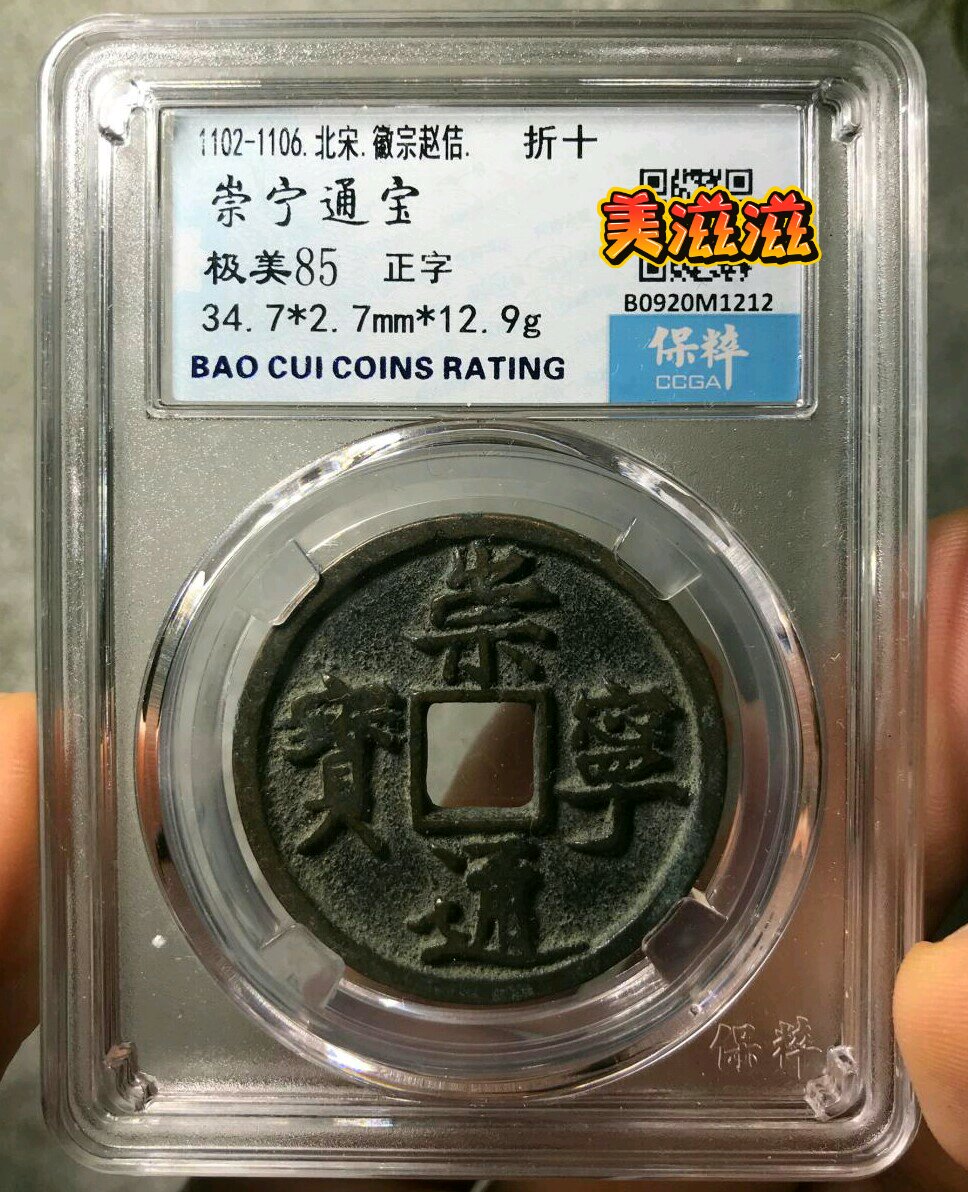 1102-1106.北宋.徽宗赵佶. 折十
崇宁通宝
美滋滋
极美85 正字
B0920M1212
34.7*2.7mm*12.9g
保粹
CCGA
BAO CUI COINS RATING
崇
寶 寧
通
保粹